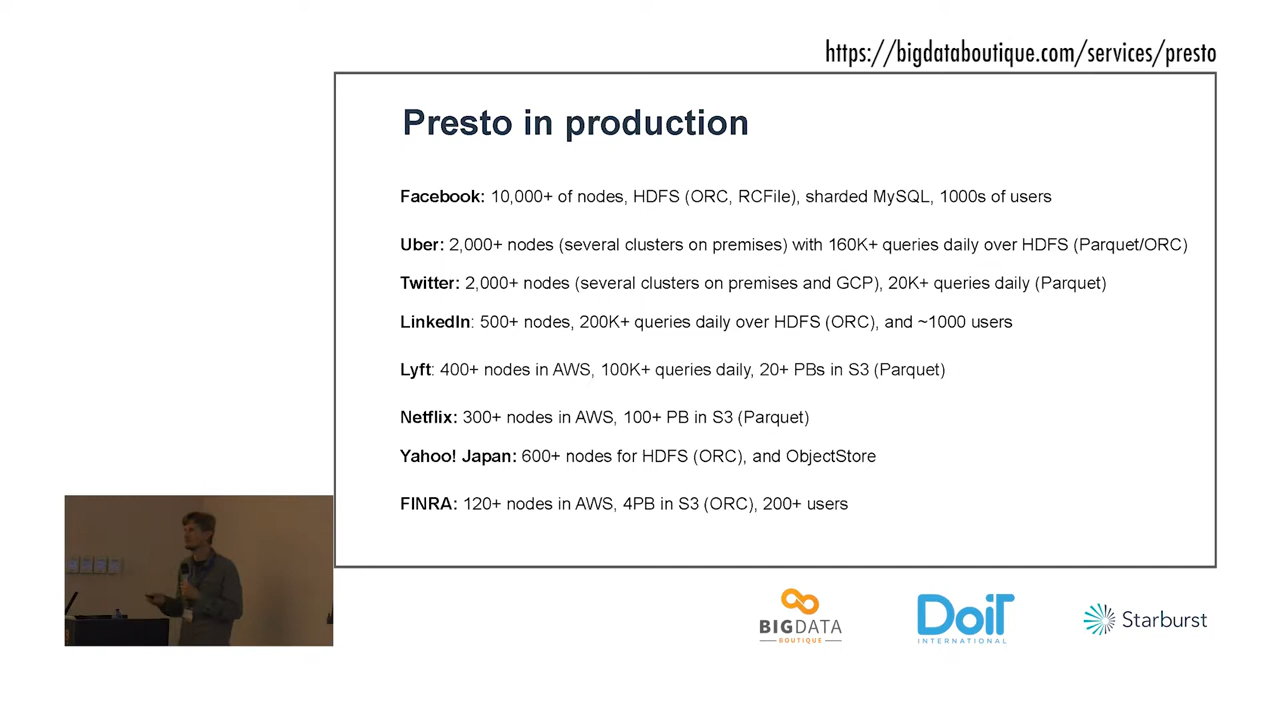 https://bigdataboutique.com/services/presto
Presto in production
Facebook: 10,000+ of nodes, HDFS (ORC, RCFile), sharded MySQL, 1000s of users
Uber: 2,000+ nodes (several clusters on premises) with 160K+ queries daily over HDFS (Parquet/ORC)
Twitter: 2,000+ nodes (several clusters on premises and GCP), 20K+ queries daily (Parquet)
LinkedIn: 500+ nodes, 200K+ queries daily over HDFS (ORC), and ~1000 users
Lyft: 400+ nodes in AWS, 100K+ queries daily, 20+ PBs in S3 (Parquet)
Netflix: 300+ nodes in AWS, 100+ PB in S3 (Parquet)
Yahoo! Japan: 600+ nodes for HDFS (ORC), and ObjectStore
FINRA: 120+ nodes in AWS, 4PB in S3 (ORC), 200+ users
BIGDATA
BOUTIQUE
DoiT
INTERNATIONAL
Starburst